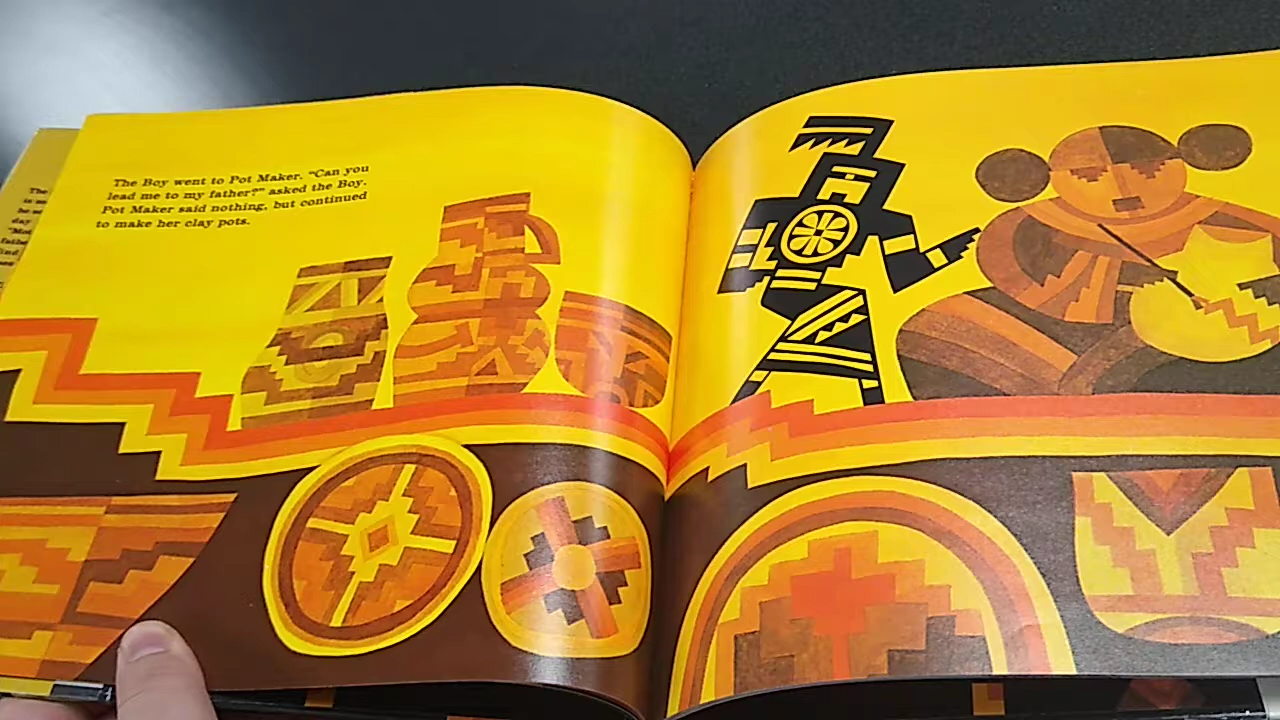 The Boy went to Pot Maker. "Can you
lead me to my father?" asked the Boy.
Pot Maker said nothing, but continued
to make her clay pots.